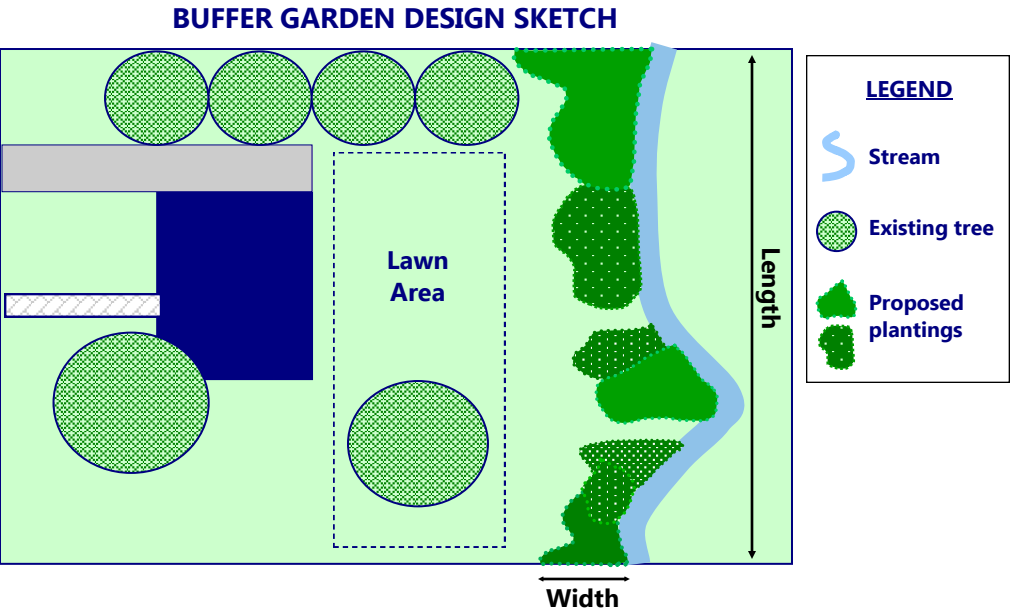 BUFFER GARDEN DESIGN SKETCH
LEGEND
Stream
Existing tree
Proposed
plantings
Lawn
Area
Length
Width